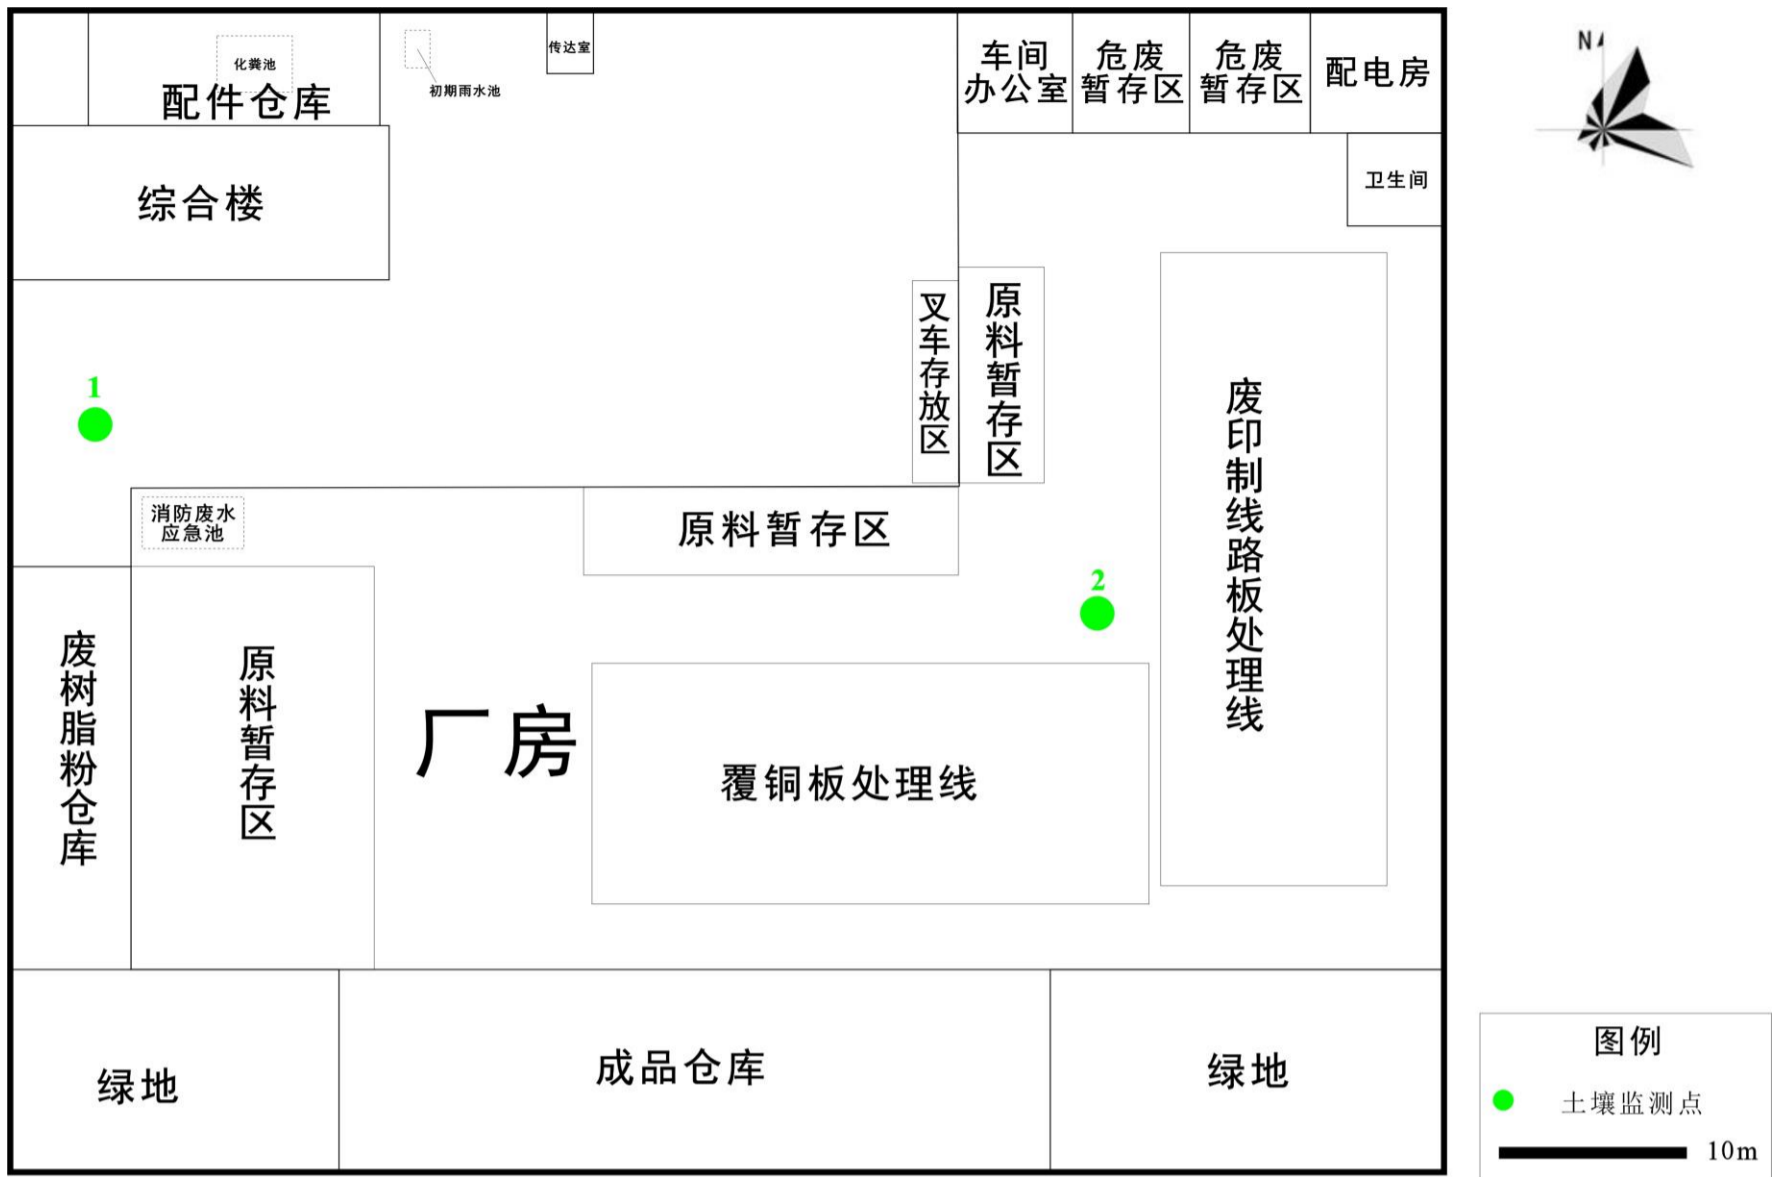 化粪池
配件仓库
初期雨水池
传达室
车间
办公室
危废
暂存区
危废
暂存区
配电房
N
卫生间
综合楼
叉车存放区
原料暂存区
废印制线路板处理线
1
消防废水
应急池
原料暂存区
2
废树脂粉仓库
原料暂存区
厂房
覆铜板处理线
绿地
成品仓库
绿地
图例
土壤监测点
10m